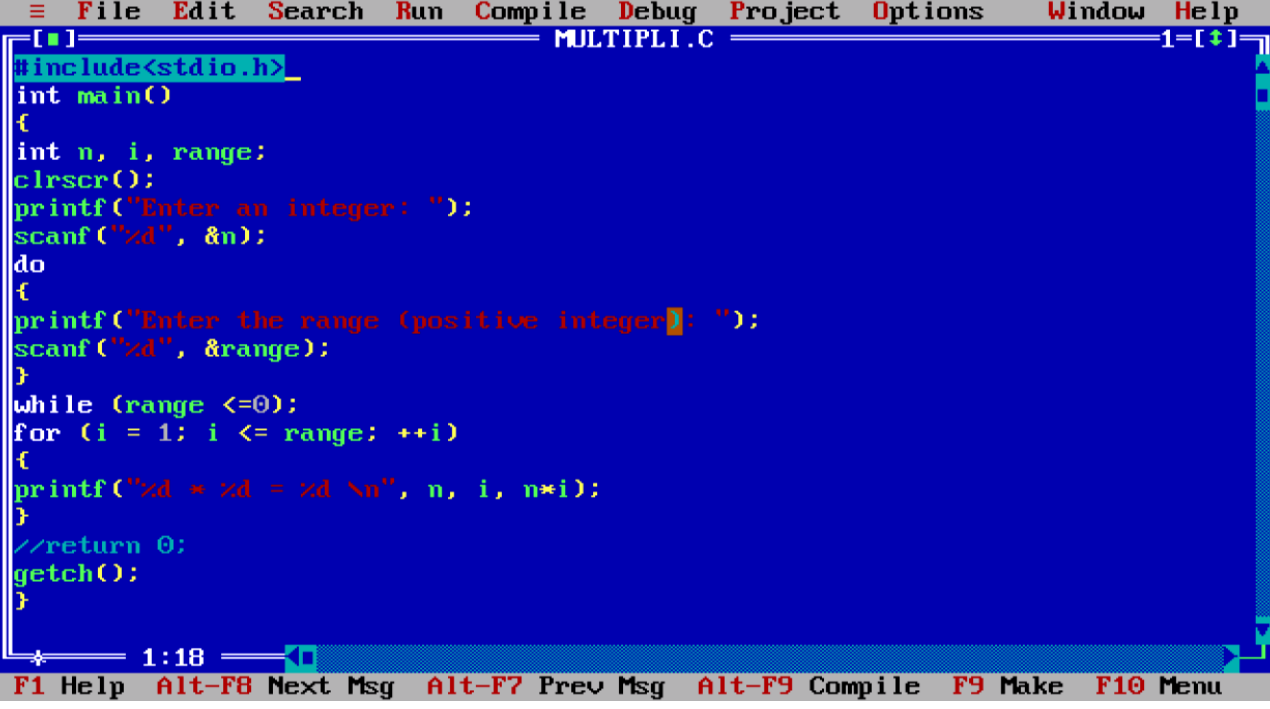 ≡ File Edit Search Run Compile Debug Project Options Window Help
[■] MULTIPLI.C 1=[↕]
#include<stdio.h>_
int main()
{
int n, i, range;
clrscr();
printf("Enter an integer: ");
scanf("%d", &n);
do
{
printf("Enter the range (positive integer): ");
scanf("%d", &range);
}
while (range <=0);
for (i = 1; i <= range; ++i)
{
printf("%d * %d = %d \n", n, i, n*i);
}
//return 0;
getch();
}
1:18
F1 Help Alt-F8 Next Msg Alt-F7 Prev Msg Alt-F9 Compile F9 Make F10 Menu